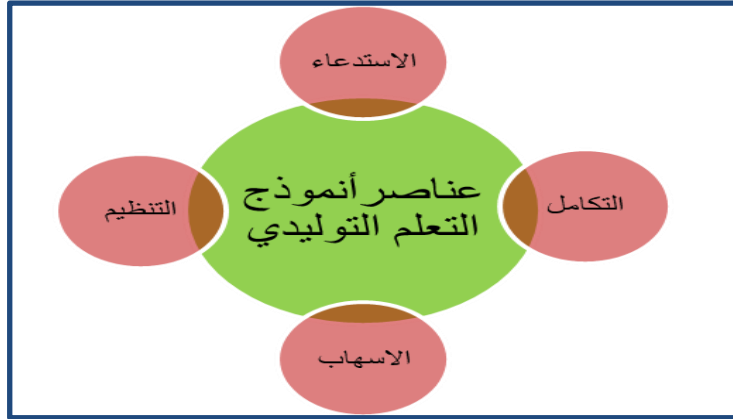 الاستدعاء
عناصر أنموذج
التعلم التوليدي
التكامل
التنظيم
الاسهاب